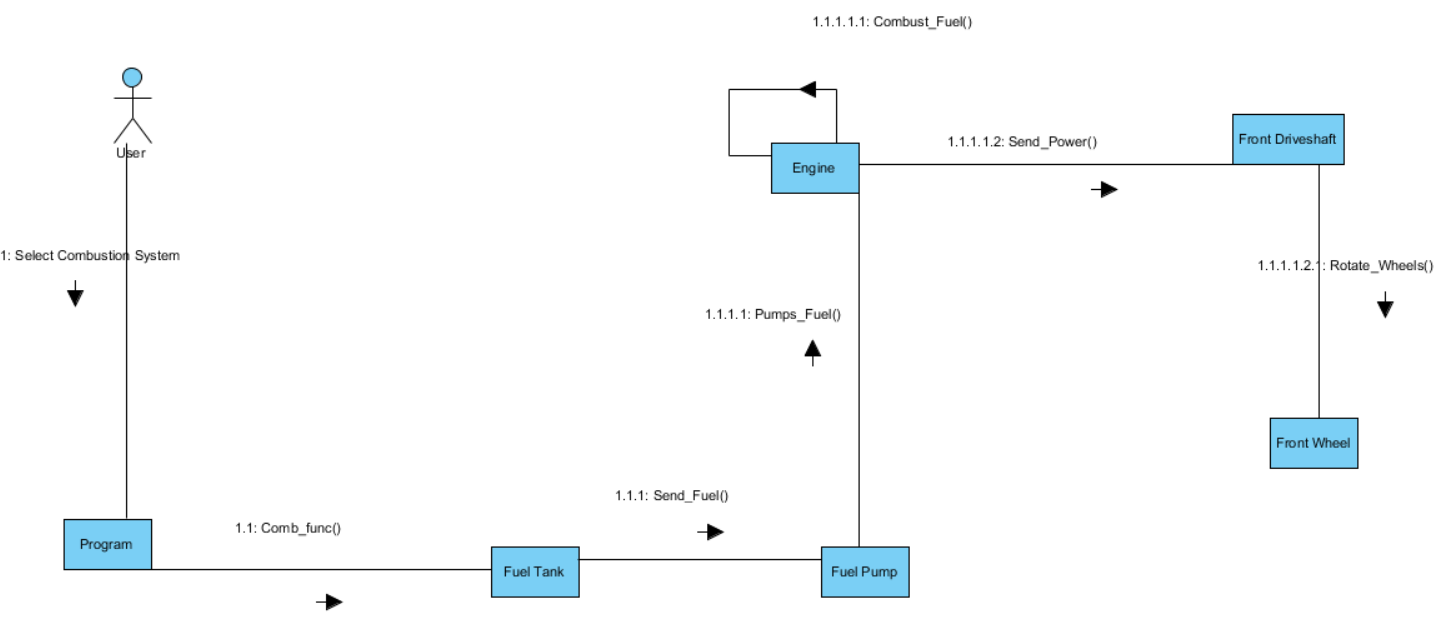 1.1.1.1.1: Combust_Fuel()
User
1.1.1.1.2: Send_Power()
Front Driveshaft
Engine
1: Select Combustion System
1.1.1.1.2.1: Rotate_Wheels()
1.1.1.1: Pumps_Fuel()
Front Wheel
1.1.1: Send_Fuel()
1.1: Comb_func()
Program
Fuel Tank
Fuel Pump